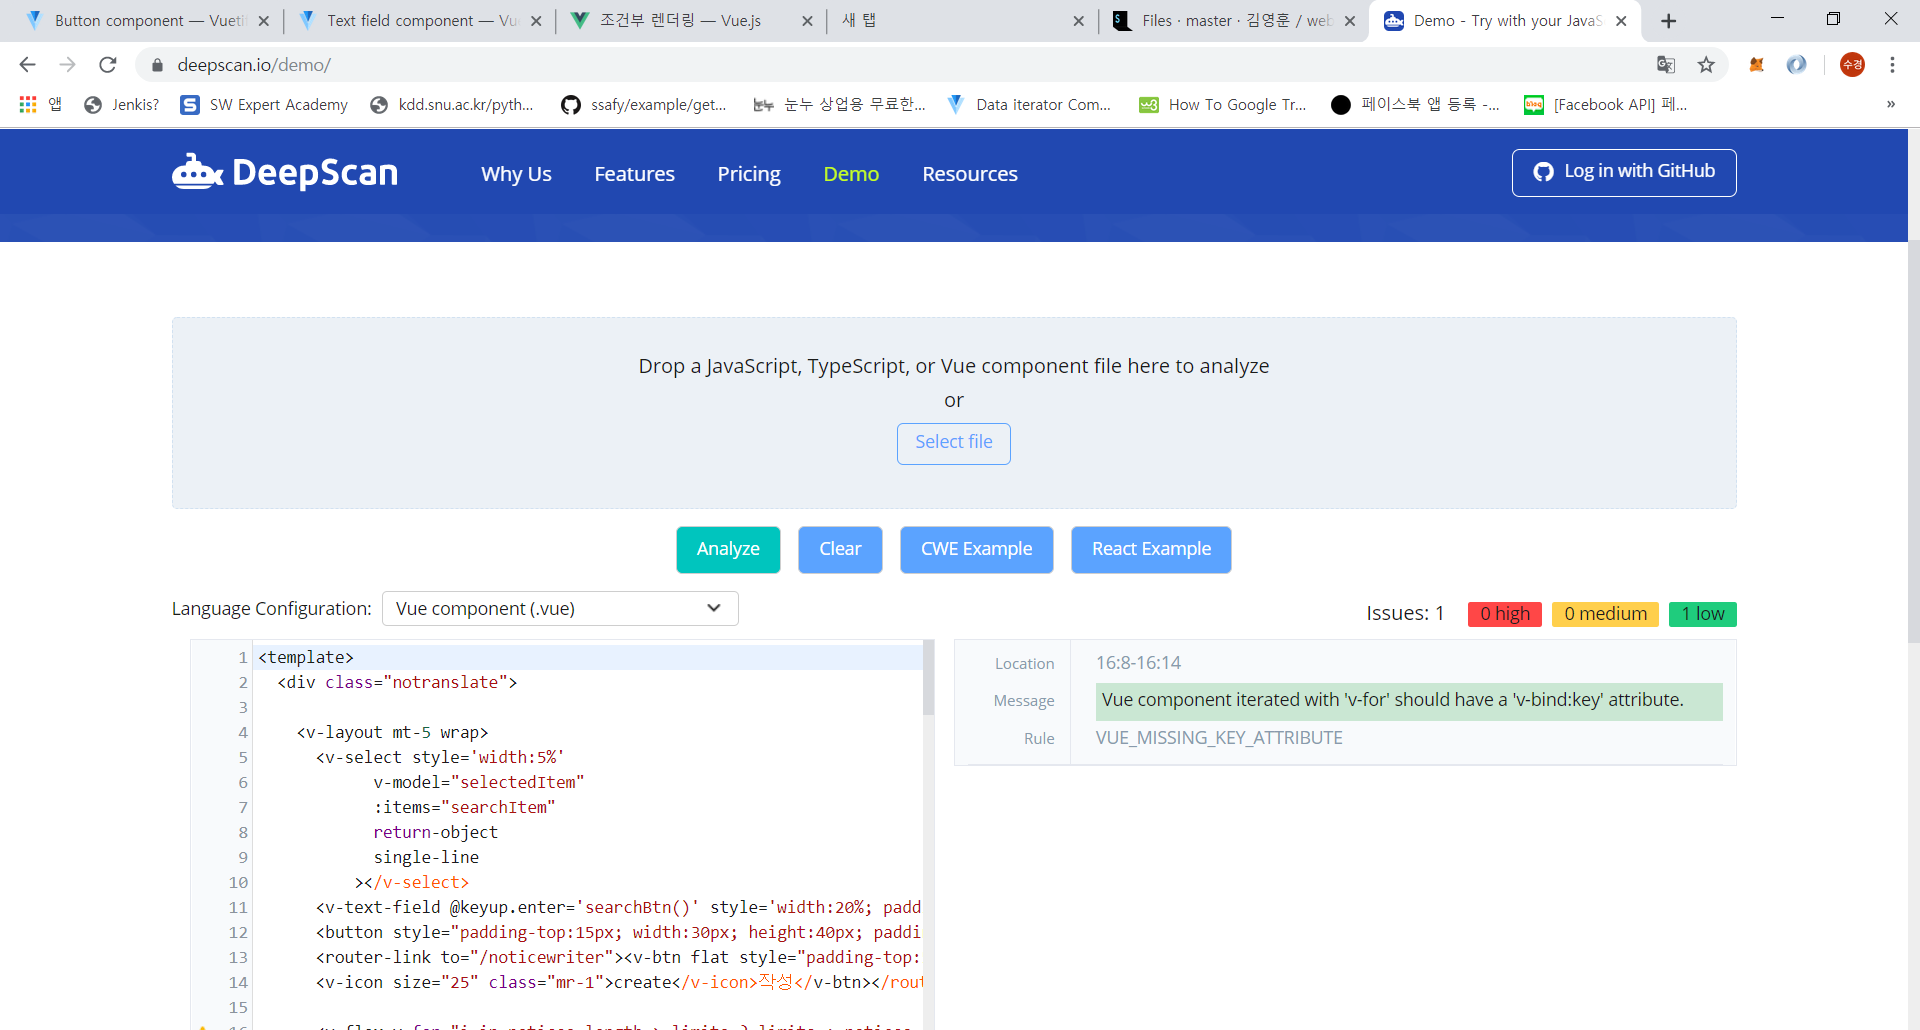 Button component — Vueti
Text field component — Vue
조건부 렌더링 — Vue.js
새 탭
Files · master · 김영훈 / web
Demo - Try with your JavaS
deepscan.io/demo/
수경
앱
Jenkis?
SW Expert Academy
kdd.snu.ac.kr/pyth...
ssafy/example/get...
눈누 상업용 무료한...
Data iterator Com...
How To Google Tr...
페이스북 앱 등록 -...
[Facebook API] 페...
»
DeepScan
Why Us
Features
Pricing
Demo
Resources
Log in with GitHub
Drop a JavaScript, TypeScript, or Vue component file here to analyze
or
Select file
Analyze
Clear
CWE Example
React Example
Language Configuration:
Vue component (.vue)
Issues: 1
0 high
0 medium
1 low
1 <template>
2 <div class="notranslate">
3
4 <v-layout mt-5 wrap>
5 <v-select style='width:5%'
6 v-model="selectedItem"
7 :items="searchItem"
8 return-object
9 single-line
10 ></v-select>
11 <v-text-field @keyup.enter='searchBtn()' style='width:20%; padd
12 <button style="padding-top:15px; width:30px; height:40px; paddi
13 <router-link to="/noticewriter"><v-btn flat style="padding-top:
14 <v-icon size="25" class="mr-1">create</v-icon>작성</v-btn></rout
15
Location
16:8-16:14
Message
Vue component iterated with 'v-for' should have a 'v-bind:key' attribute.
Rule
VUE_MISSING_KEY_ATTRIBUTE